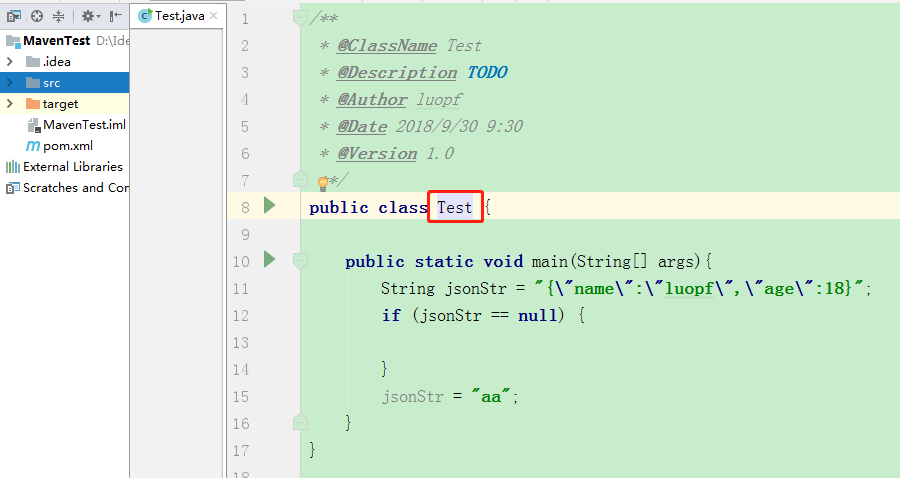 MavenTest D:\Ide
.idea
src
target
MavenTest.iml
pom.xml
External Libraries
Scratches and Cor
Test.java
1 /**
2 * @ClassName Test
3 * @Description TODO
4 * @Author luopf
5 * @Date 2018/9/30 9:30
6 * @Version 1.0
7 **/
8 public class Test {
9
10 public static void main(String[] args){
11 String jsonStr = "{\"name\":\"luopf\",\"age\":18}";
12 if (jsonStr == null) {
13
14 }
15 jsonStr = "aa";
16 }
17 }
18